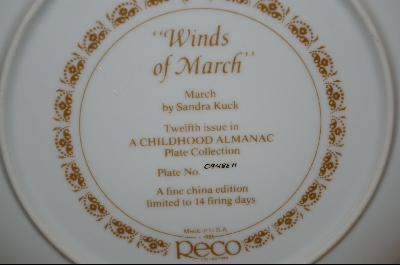 "Winds
of March"
March
by Sandra Kuck
Twelfth issue in
A CHILDHOOD ALMANAC
Plate Collection
Plate No.
A fine china edition
limited to 14 firing days
Made in U.S.A.
Reco